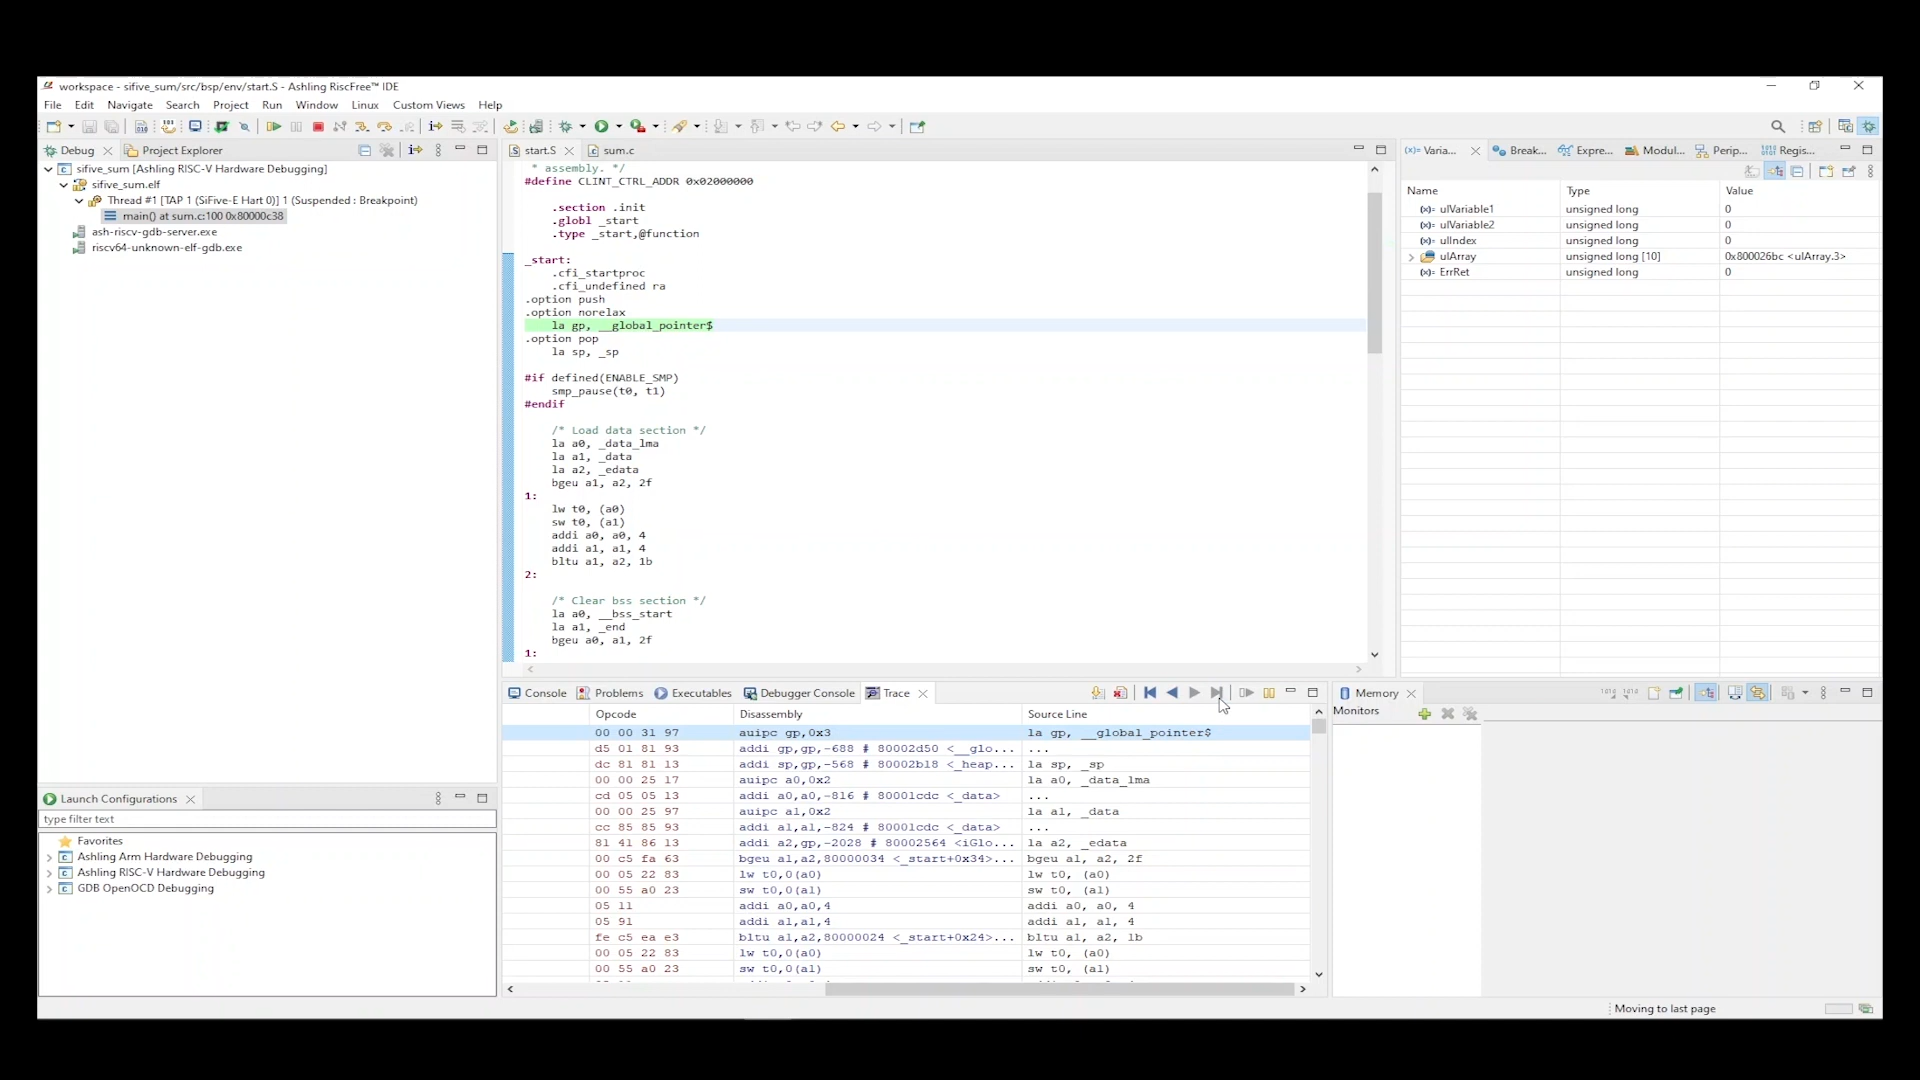 workspace - sifive_sum/src/bsp/env/start.S - Ashling RiscFree™ IDE
File Edit Navigate Search Project Run Window Linux Custom Views Help
Debug
Project Explorer
sifive_sum [Ashling RISC-V Hardware Debugging]
sifive_sum.elf
Thread #1 [TAP 1 (SiFive-E Hart 0)] 1 (Suspended : Breakpoint)
main() at sum.c:100 0x80000c38
ash-riscv-gdb-server.exe
riscv64-unknown-elf-gdb.exe
start.S
sum.c
* assembly. */
#define CLINT_CTRL_ADDR 0x02000000
.section .init
.globl _start
.type _start,@function
_start:
.cfi_startproc
.cfi_undefined ra
.option push
.option norelax
la gp, __global_pointer$
.option pop
la sp, _sp
#if defined(ENABLE_SMP)
smp_pause(t0, t1)
#endif
/* Load data section */
la a0, _data_lma
la a1, _data
la a2, _edata
bgeu a1, a2, 2f
1:
lw t0, (a0)
sw t0, (a1)
addi a0, a0, 4
addi a1, a1, 4
bltu a1, a2, 1b
2:
/* Clear bss section */
la a0, __bss_start
la a1, _end
bgeu a0, a1, 2f
1:
(x)= Varia... Break... Expre... Modul... Perip... Regis...
Name Type Value
(x)= ulVariable1 unsigned long 0
(x)= ulVariable2 unsigned long 0
(x)= ulIndex unsigned long 0
ulArray unsigned long [10] 0x800026bc <ulArray.3>
(x)= ErrRet unsigned long 0
Launch Configurations
type filter text
Favorites
Ashling Arm Hardware Debugging
Ashling RISC-V Hardware Debugging
GDB OpenOCD Debugging
Console Problems Executables Debugger Console Trace
Opcode Disassembly Source Line
00 00 31 97 auipc gp,0x3 la gp, __global_pointer$
d5 01 81 93 addi gp,gp,-688 # 80002d50 <__glo... ...
dc 81 81 13 addi sp,gp,-568 # 80002b18 <_heap... la sp, _sp
00 00 25 17 auipc a0,0x2 la a0, _data_lma
cd 05 05 13 addi a0,a0,-816 # 80001cdc <_data> ...
00 00 25 97 auipc a1,0x2 la a1, _data
cc 85 85 93 addi a1,a1,-824 # 80001cdc <_data> ...
81 41 86 13 addi a2,gp,-2028 # 80002564 <iGlo... la a2, _edata
00 c5 fa 63 bgeu a1,a2,80000034 <_start+0x34>... bgeu a1, a2, 2f
00 05 22 83 lw t0,0(a0) lw t0, (a0)
00 55 a0 23 sw t0,0(a1) sw t0, (a1)
05 11 addi a0,a0,4 addi a0, a0, 4
05 91 addi a1,a1,4 addi a1, a1, 4
fe c5 ea e3 bltu a1,a2,80000024 <_start+0x24>... bltu a1, a2, 1b
00 05 22 83 lw t0,0(a0) lw t0, (a0)
00 55 a0 23 sw t0,0(a1) sw t0, (a1)
Memory
Monitors
Moving to last page